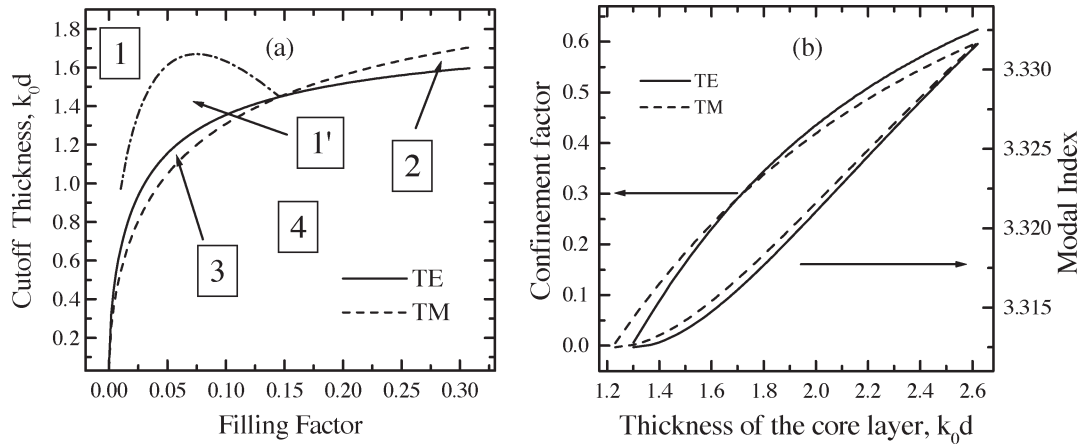 (a)
1
1'
2
3
4
TE
TM
1.8
1.6
1.4
1.2
1.0
0.8
0.6
0.4
0.2
0.00 0.05 0.10 0.15 0.20 0.25 0.30
Cutoff Thickness, k₀d
Filling Factor
(b)
TE
TM
0.6
0.5
0.4
0.3
0.2
0.1
0.0
3.330
3.325
3.320
3.315
1.2 1.4 1.6 1.8 2.0 2.2 2.4 2.6
Confinement factor
Modal Index
Thickness of the core layer, k₀d